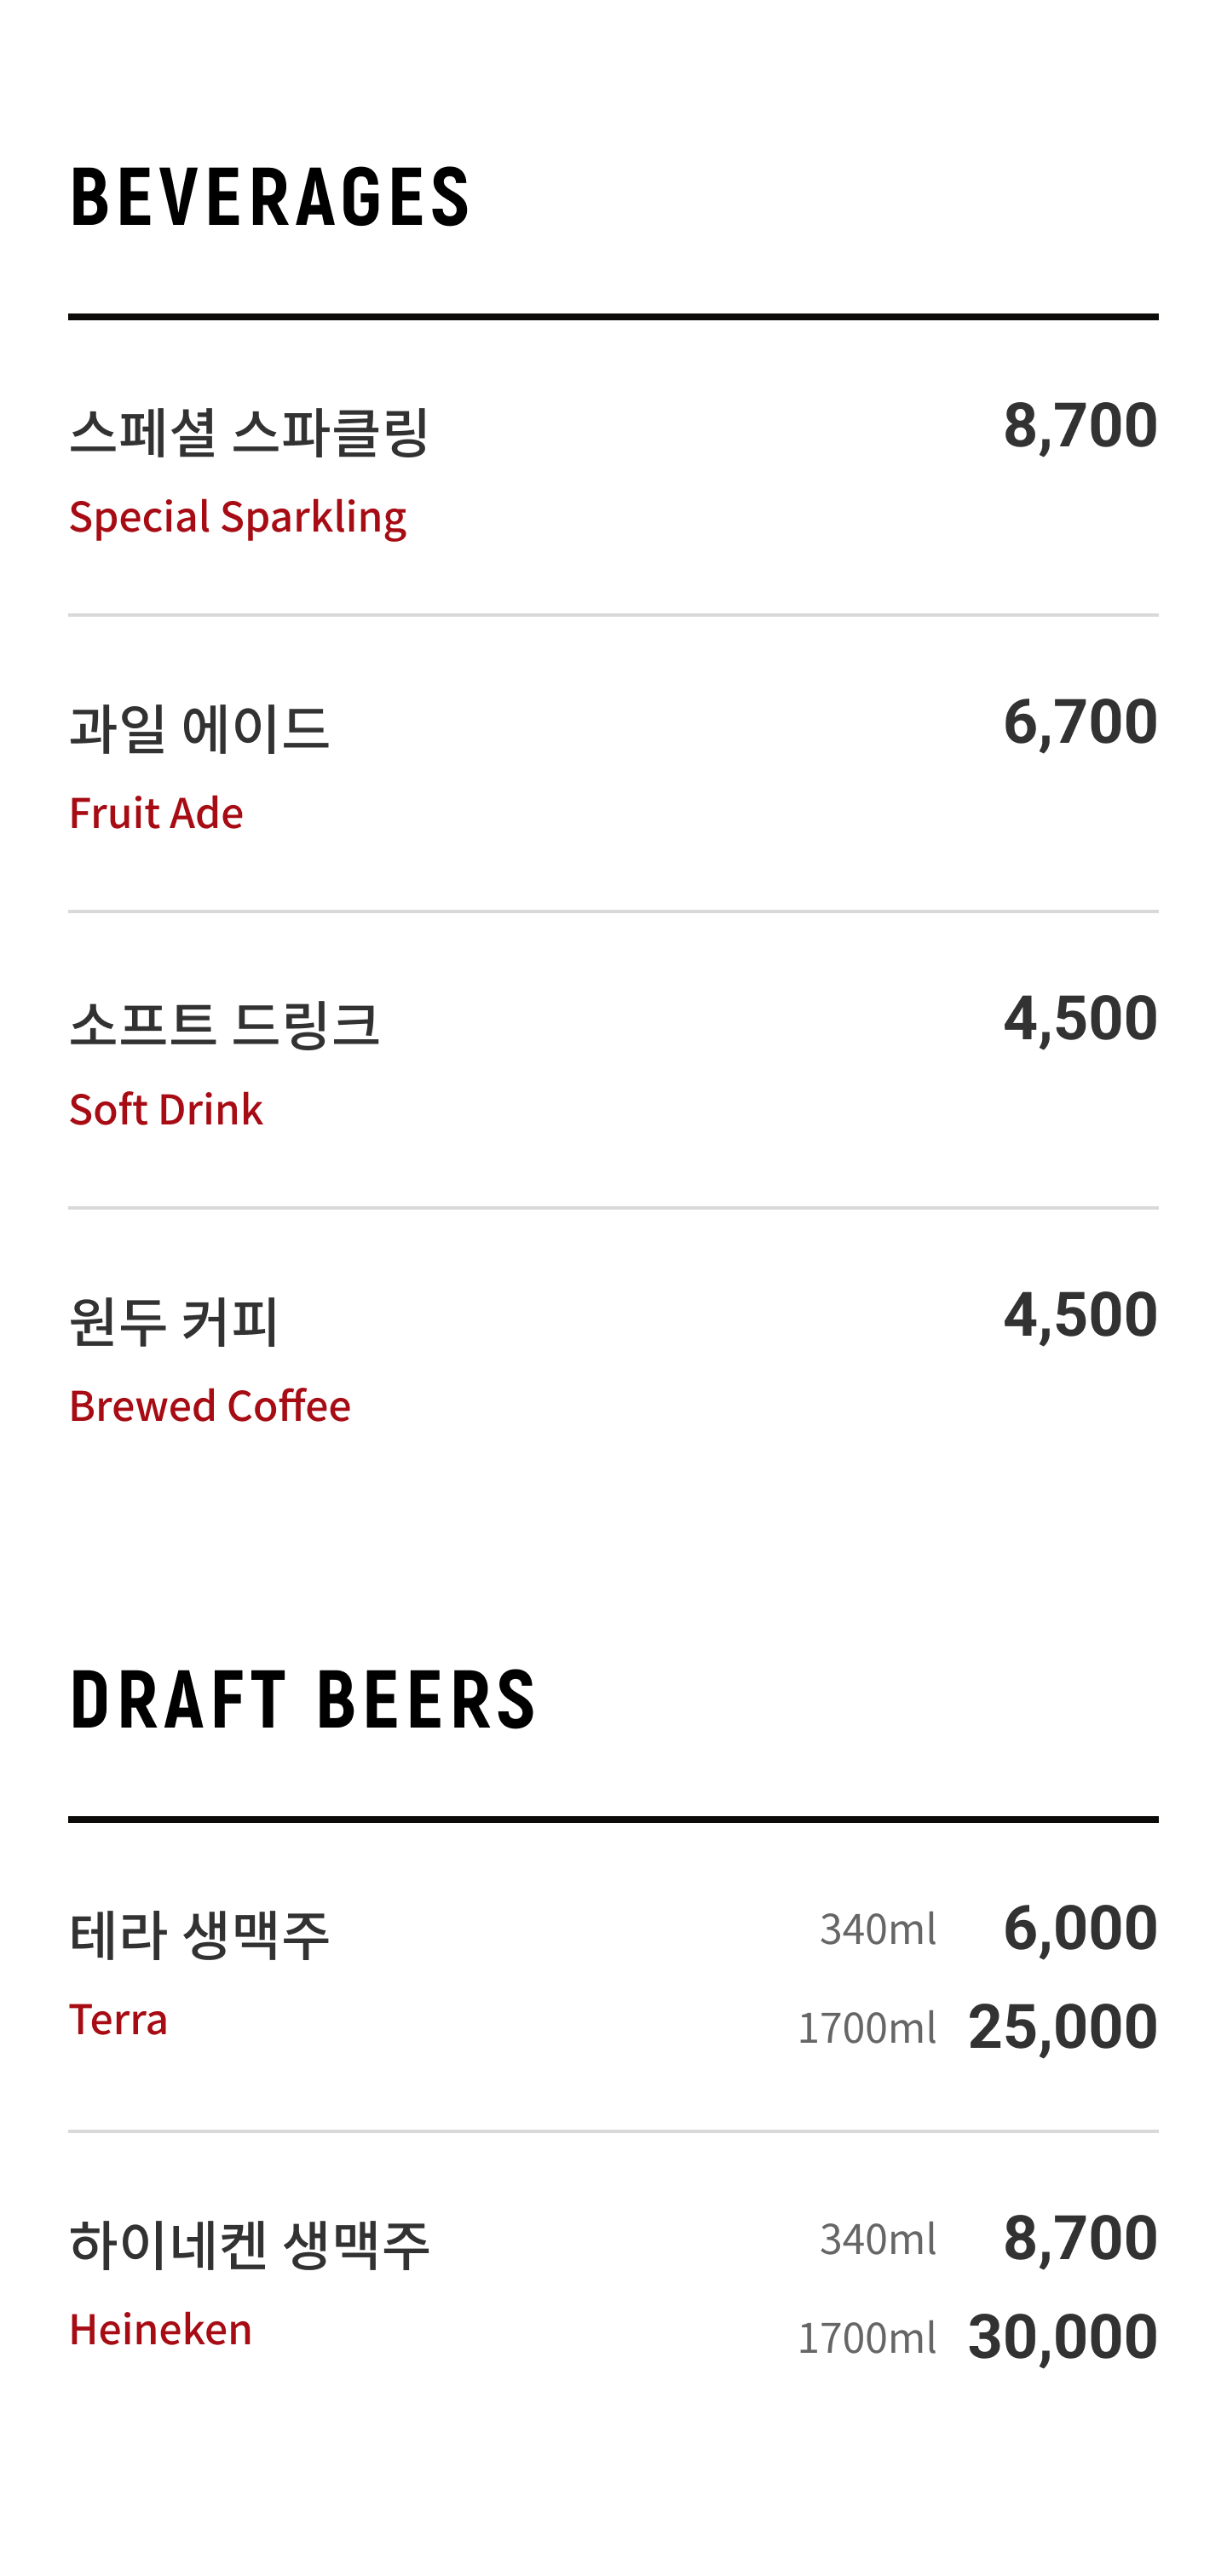 BEVERAGES
스페셜 스파클링 8,700
Special Sparkling
과일 에이드 6,700
Fruit Ade
소프트 드링크 4,500
Soft Drink
원두 커피 4,500
Brewed Coffee
DRAFT BEERS
테라 생맥주 340ml 6,000
Terra 1700ml 25,000
하이네켄 생맥주 340ml 8,700
Heineken 1700ml 30,000